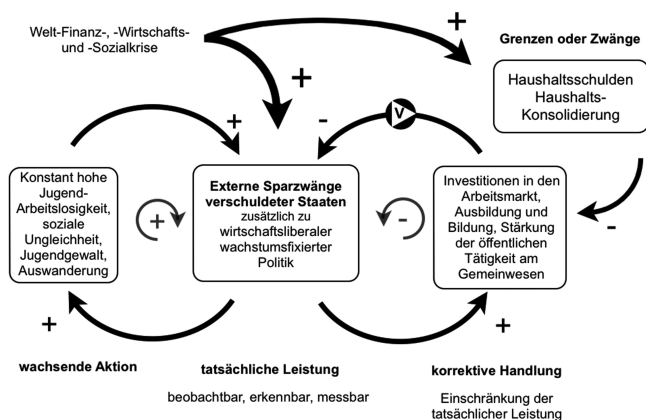 Welt-Finanz-, -Wirtschafts-
und -Sozialkrise
+
Grenzen oder Zwänge
+
Haushaltsschulden
Haushalts-
Konsolidierung
+
-
V
Konstant hohe
Jugend-
Arbeitslosigkeit,
soziale
Ungleichheit,
Jugendgewalt,
Auswanderung
+
Externe Sparzwänge
verschuldeter Staaten
zusätzlich zu
wirtschaftsliberaler
wachstumsfixierter
Politik
-
Investitionen in den
Arbeitsmarkt,
Ausbildung und
Bildung, Stärkung
der öffentlichen
Tätigkeit am
Gemeinwesen
-
+
+
wachsende Aktion
tatsächliche Leistung
korrektive Handlung
beobachtbar, erkennbar, messbar
Einschränkung der
tatsächlicher Leistung